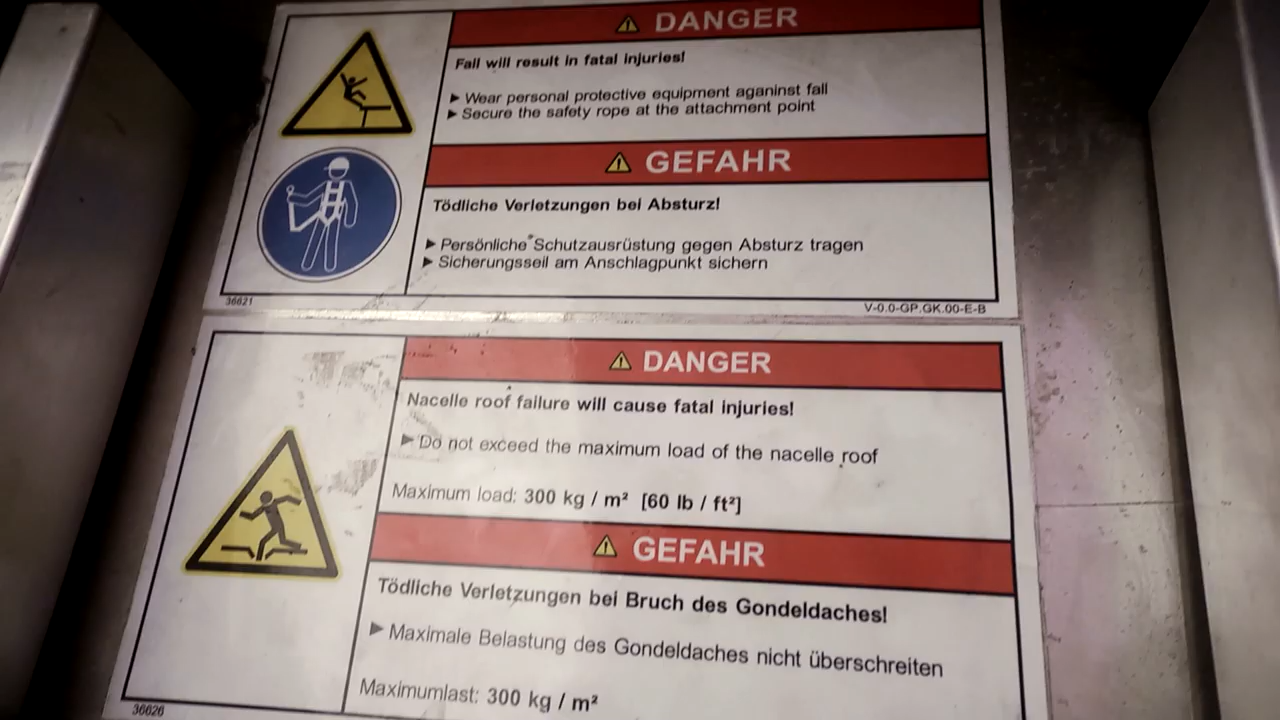 DANGER
Fall will result in fatal injuries!
► Wear personal protective equipment aganinst fall
► Secure the safety rope at the attachment point
GEFAHR
Tödliche Verletzungen bei Absturz!
► Persönliche Schutzausrüstung gegen Absturz tragen
► Sicherungsseil am Anschlagpunkt sichern
36621
V-0.0-GP.GK.00-E-B
DANGER
Nacelle roof failure will cause fatal injuries!
► Do not exceed the maximum load of the nacelle roof
Maximum load: 300 kg / m² [60 lb / ft²]
GEFAHR
Tödliche Verletzungen bei Bruch des Gondeldaches!
► Maximale Belastung des Gondeldaches nicht überschreiten
Maximumlast: 300 kg / m²
36626